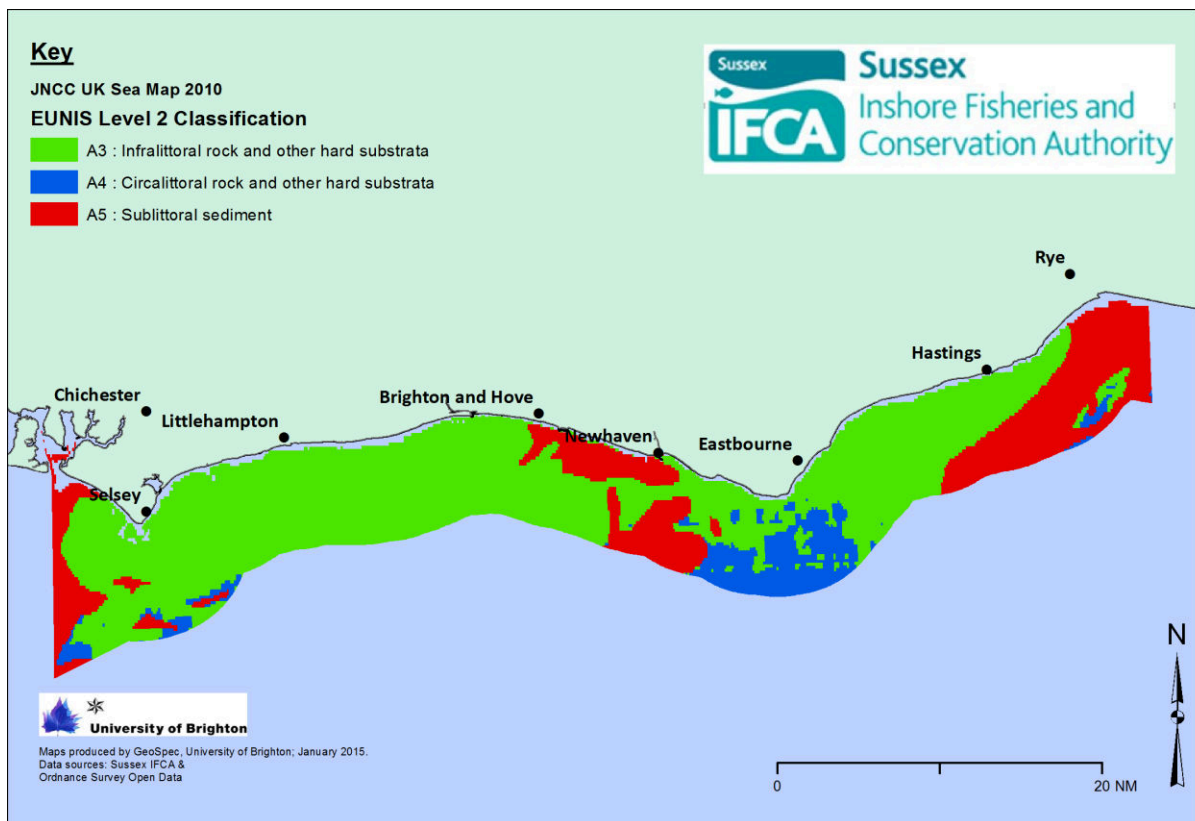 Key
JNCC UK Sea Map 2010
EUNIS Level 2 Classification
A3 : Infralittoral rock and other hard substrata
A4 : Circalittoral rock and other hard substrata
A5 : Sublittoral sediment
Sussex
IFCA
Sussex
Inshore Fisheries and
Conservation Authority
Rye
Hastings
Chichester
Littlehampton
Brighton and Hove
Newhaven
Eastbourne
Selsey
N
University of Brighton
Maps produced by GeoSpec, University of Brighton; January 2015.
Data sources: Sussex IFCA &
Ordnance Survey Open Data
0
20 NM